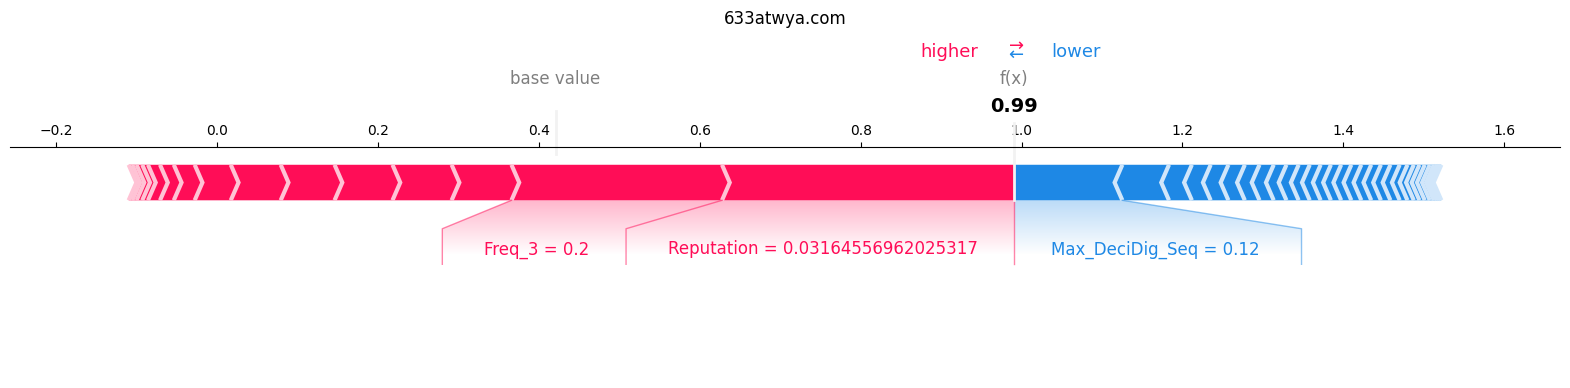 633atwya.com
higher ⇄ lower
base value f(x)
0.99
−0.2 0.0 0.2 0.4 0.6 0.8 1.0 1.2 1.4 1.6
Freq_3 = 0.2 Reputation = 0.03164556962025317 Max_DeciDig_Seq = 0.12